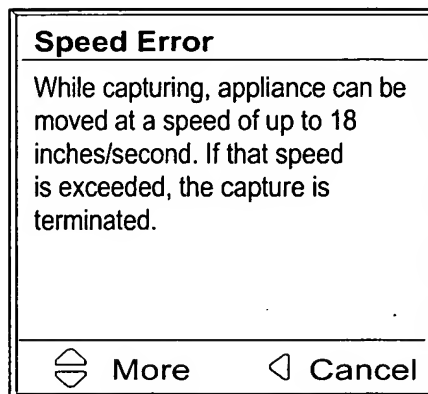 Speed Error
While capturing, appliance can be
moved at a speed of up to 18
inches/second. If that speed
is exceeded, the capture is
terminated.
More Cancel